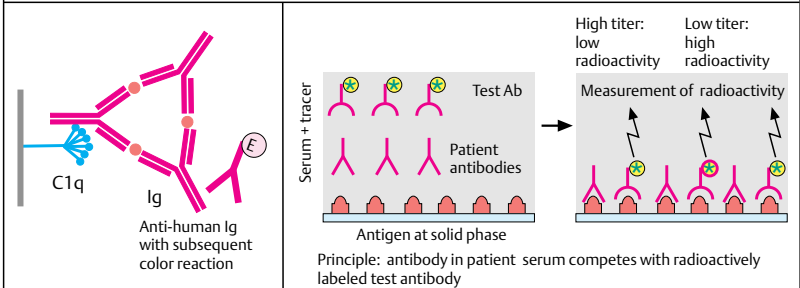 C1q
Ig
E
Anti-human Ig
with subsequent
color reaction
Serum + tracer
Test Ab
Patient
antibodies
Antigen at solid phase
High titer:
low
radioactivity
Low titer:
high
radioactivity
Measurement of radioactivity
Principle: antibody in patient serum competes with radioactively
labeled test antibody